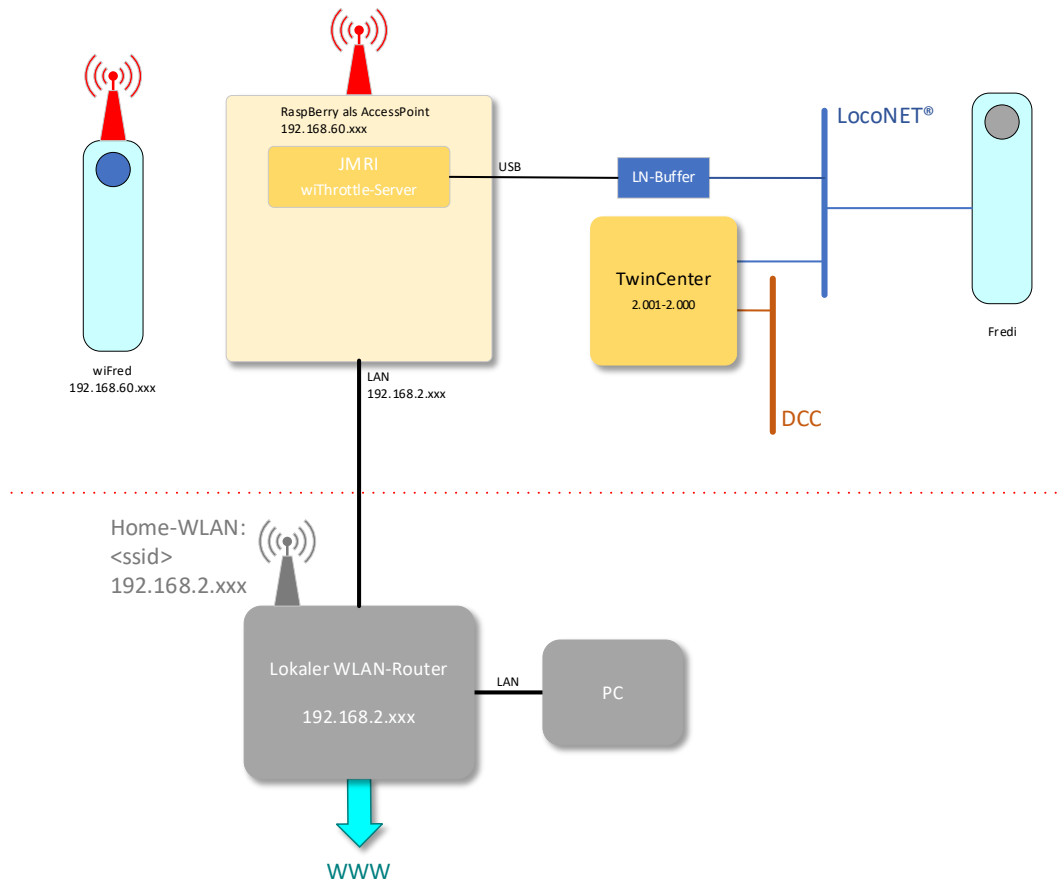 RaspBerry als AccessPoint
192.168.60.xxx
JMRI
wiThrottle-Server
USB
LN-Buffer
LocoNET®
TwinCenter
2.001-2.000
Fredi
wiFred
192.168.60.xxx
LAN
192.168.2.xxx
DCC
Home-WLAN:
<ssid>
192.168.2.xxx
Lokaler WLAN-Router
192.168.2.xxx
LAN
PC
WWW